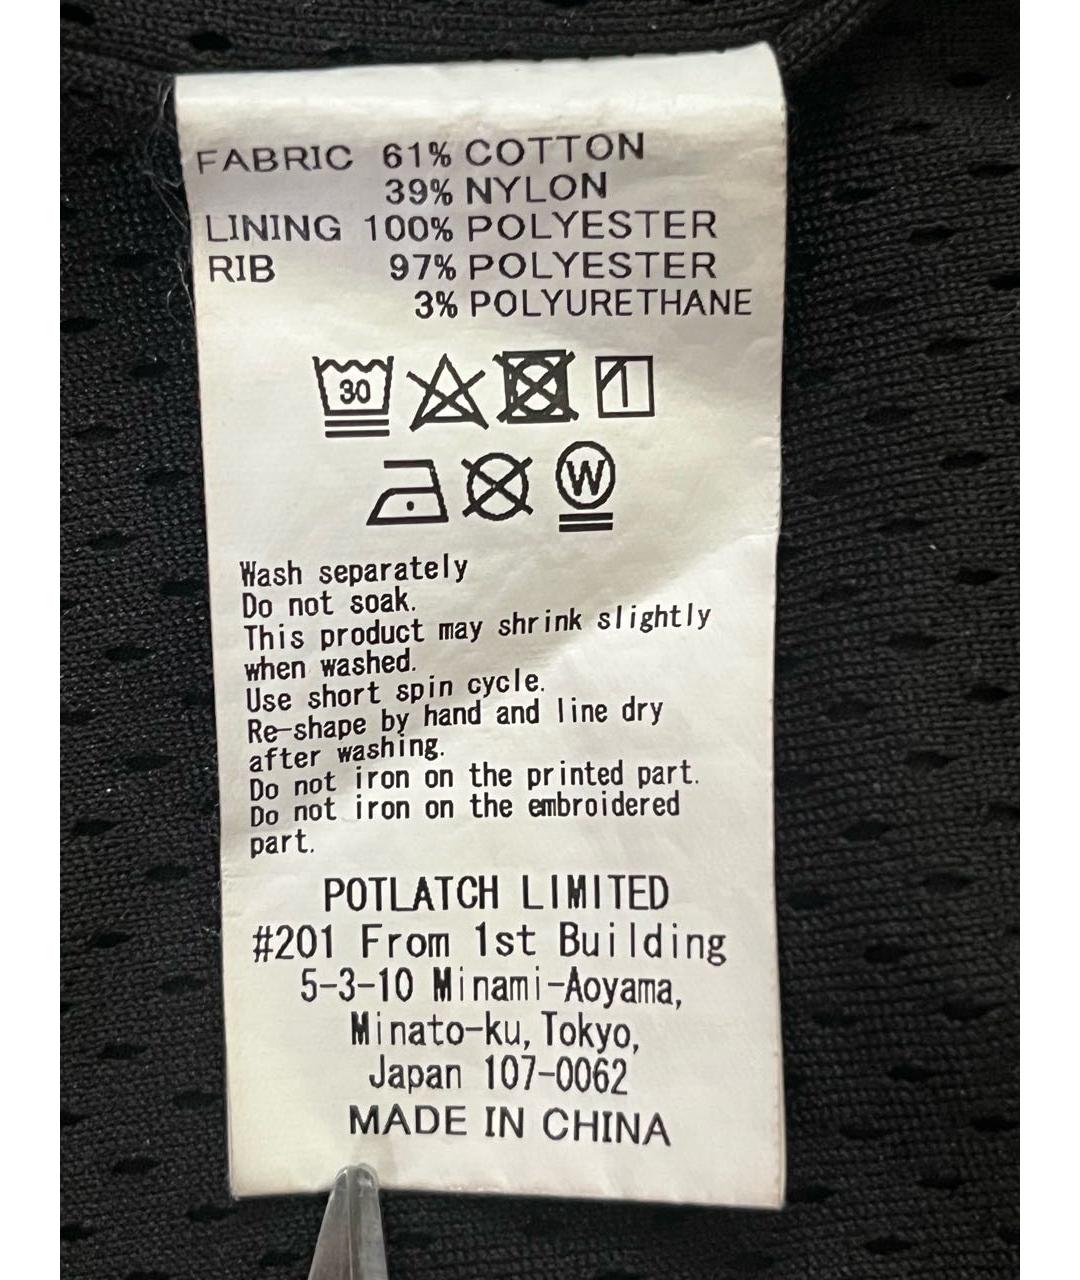 FABRIC 61% COTTON
39% NYLON
LINING 100% POLYESTER
RIB 97% POLYESTER
3% POLYURETHANE
30
W
Wash separately
Do not soak.
This product may shrink slightly
when washed.
Use short spin cycle.
Re-shape by hand and line dry
after washing.
Do not iron on the printed part.
Do not iron on the embroidered
part.
POTLATCH LIMITED
#201 From 1st Building
5-3-10 Minami-Aoyama,
Minato-ku, Tokyo,
Japan 107-0062
MADE IN CHINA